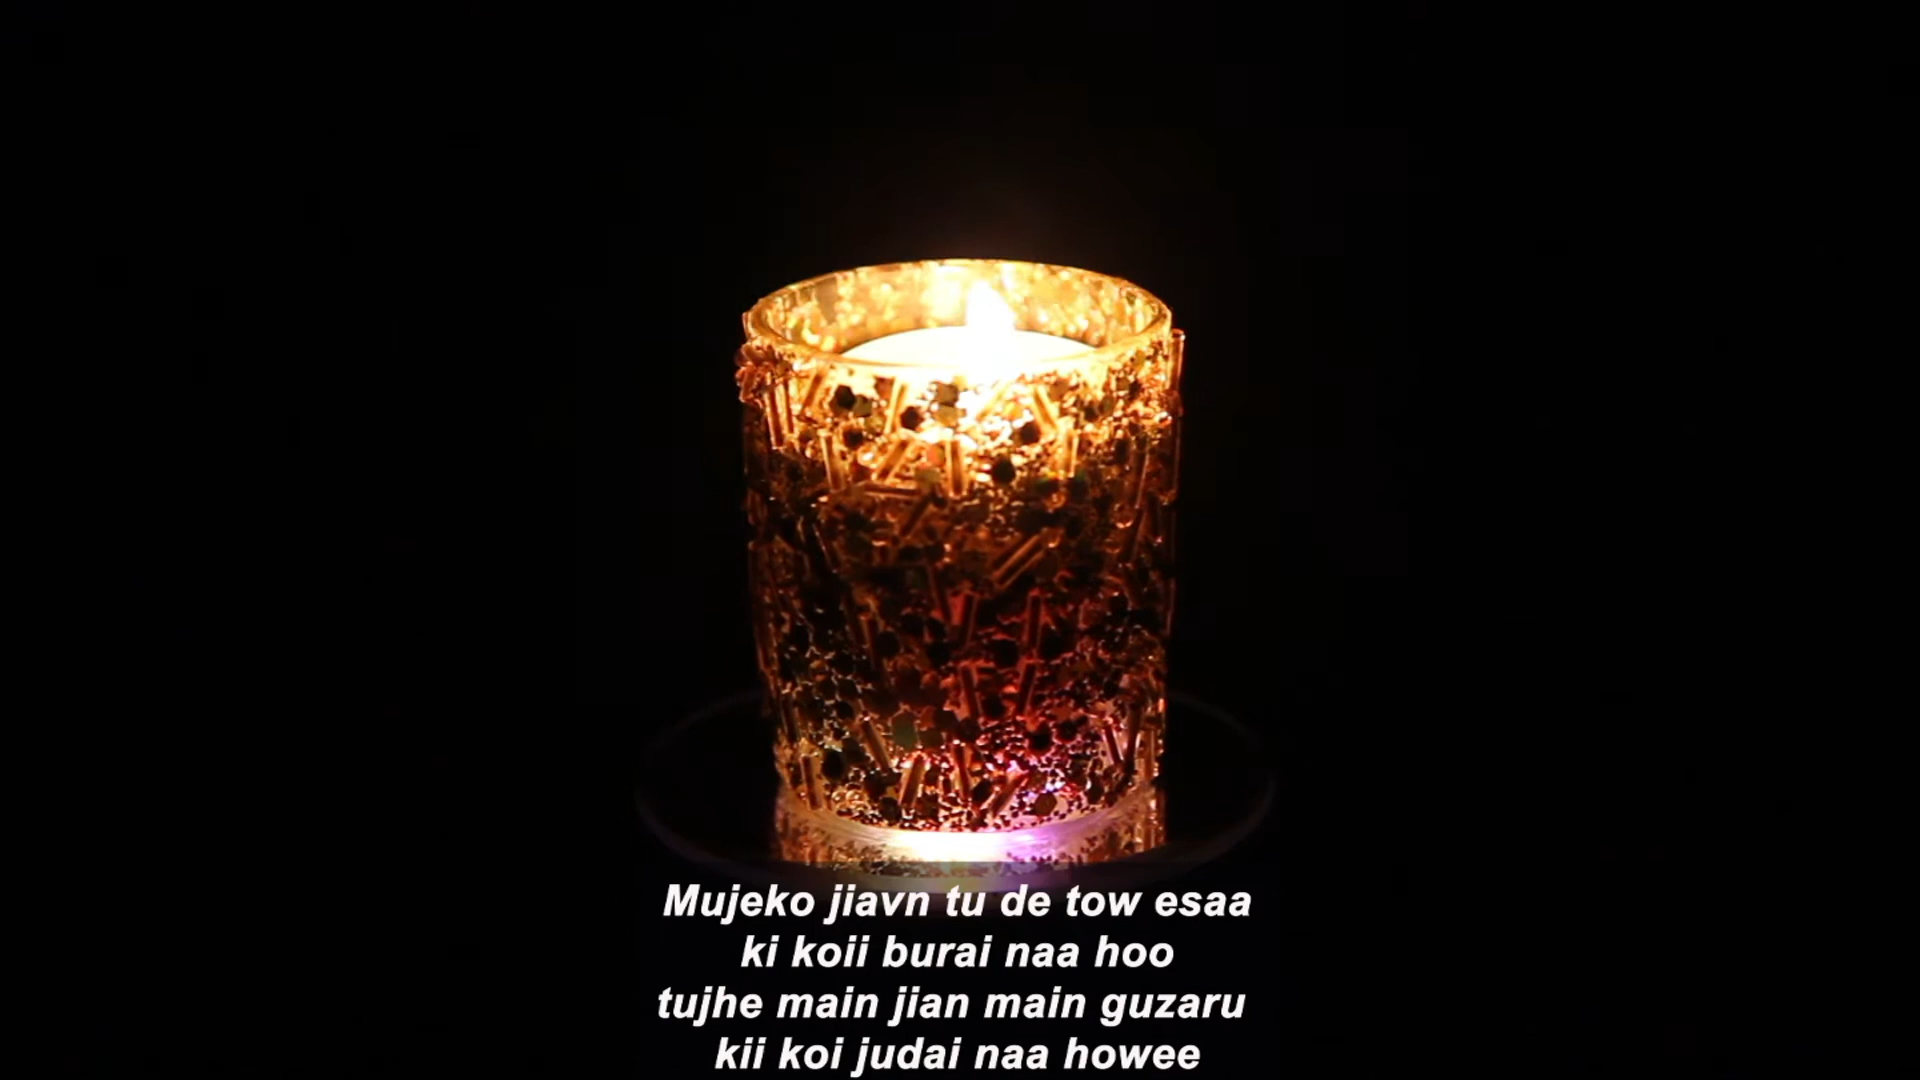 Mujeko jiavn tu de tow esaa
ki koii burai naa hoo
tujhe main jian main guzaru
kii koi judai naa howee